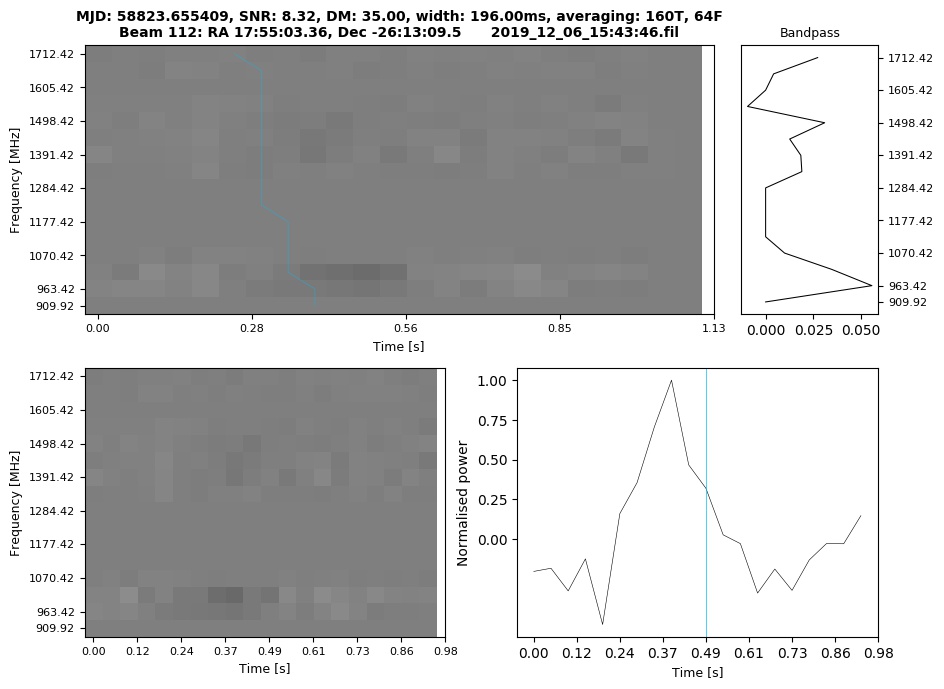 MJD: 58823.655409, SNR: 8.32, DM: 35.00, width: 196.00ms, averaging: 160T, 64F
Beam 112: RA 17:55:03.36, Dec -26:13:09.5 2019_12_06_15:43:46.fil
Bandpass
Frequency [MHz]
1712.42
1605.42
1498.42
1391.42
1284.42
1177.42
1070.42
963.42
909.92
0.00 0.28 0.56 0.85 1.13
Time [s]
1712.42
1605.42
1498.42
1391.42
1284.42
1177.42
1070.42
963.42
909.92
0.000 0.025 0.050
Frequency [MHz]
1712.42
1605.42
1498.42
1391.42
1284.42
1177.42
1070.42
963.42
909.92
0.00 0.12 0.24 0.37 0.49 0.61 0.73 0.86 0.98
Time [s]
Normalised power
1.00
0.75
0.50
0.25
0.00
0.00 0.12 0.24 0.37 0.49 0.61 0.73 0.86 0.98
Time [s]